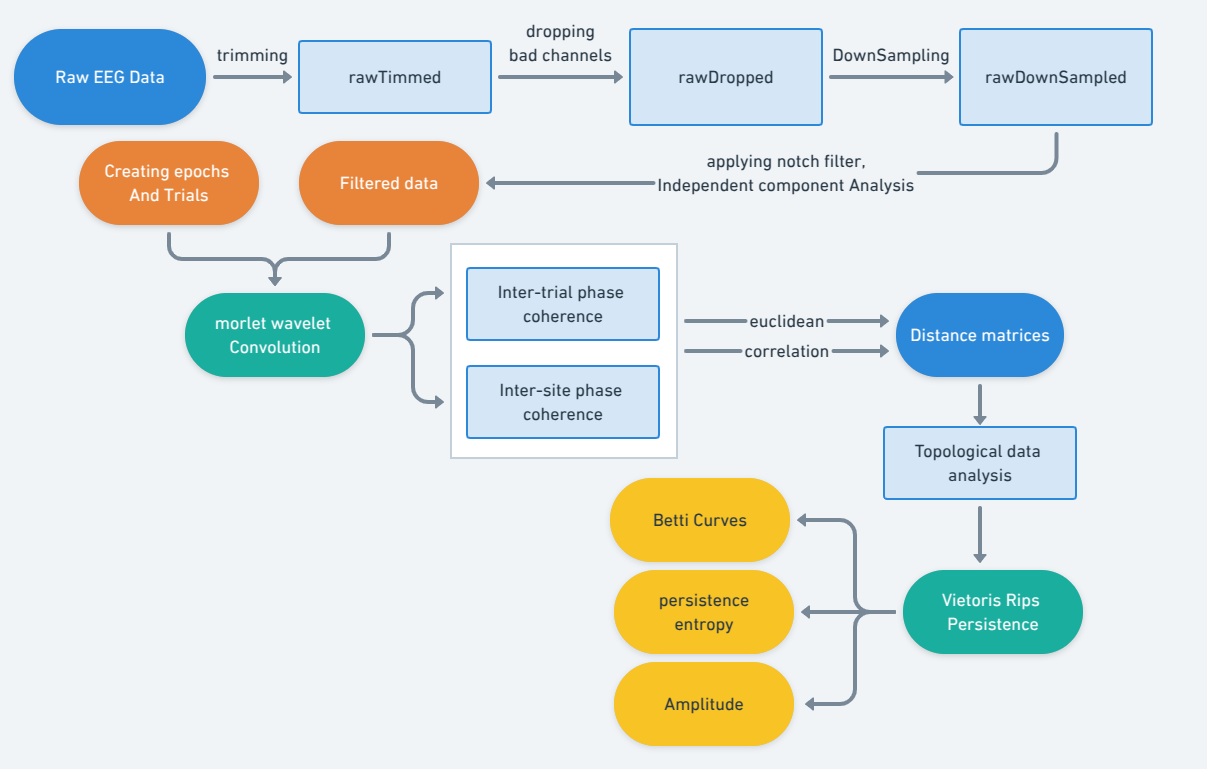 Raw EEG Data
trimming
rawTimmed
dropping
bad channels
rawDropped
DownSampling
rawDownSampled
applying notch filter,
Independent component Analysis
Creating epochs
And Trials
Filtered data
morlet wavelet
Convolution
Inter-trial phase
coherence
Inter-site phase
coherence
euclidean
correlation
Distance matrices
Topological data
analysis
Vietoris Rips
Persistence
Betti Curves
persistence
entropy
Amplitude